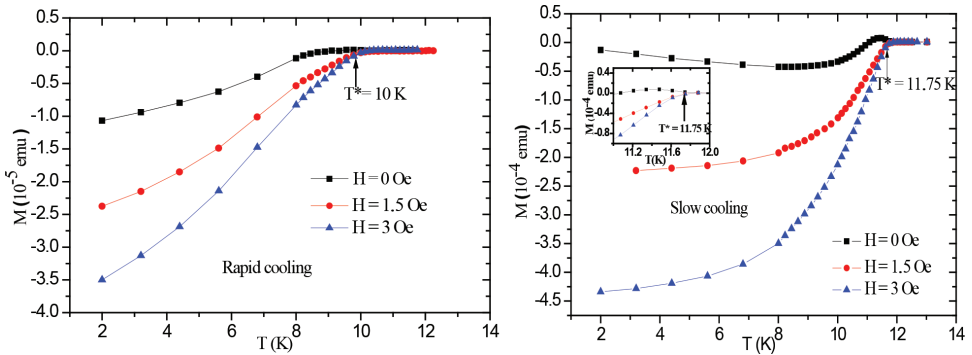 0.5
0.0
-0.5
-1.0
-1.5
-2.0
-2.5
-3.0
-3.5
-4.0
M (10⁻⁵ emu)
T*= 10 K
H = 0 Oe
H = 1.5 Oe
H = 3 Oe
Rapid cooling
2 4 6 8 10 12 14
T (K)
0.5
0.0
-0.5
-1.0
-1.5
-2.0
-2.5
-3.0
-3.5
-4.0
-4.5
M (10⁻⁴ emu)
T*= 11.75 K
0.4
0.0
-0.4
-0.8
M (10⁻⁴ emu)
T* = 11.75 K
11.2 11.6 12.0
T(K)
Slow cooling
H = 0 Oe
H = 1.5 Oe
H = 3 Oe
0 2 4 6 8 10 12 14
T (K)